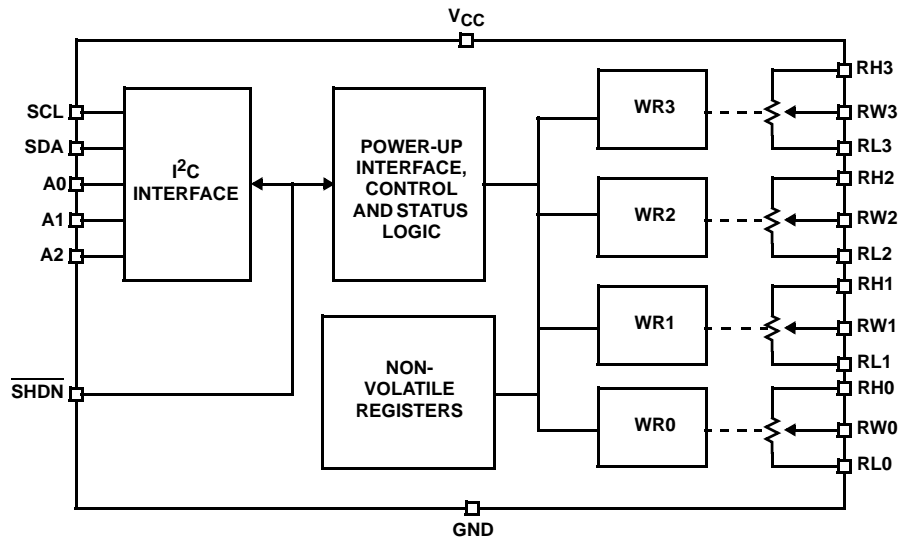 VCC
SCL
SDA
A0
A1
A2
SHDN
I2C
INTERFACE
POWER-UP
INTERFACE,
CONTROL
AND STATUS
LOGIC
NON-
VOLATILE
REGISTERS
WR3
WR2
WR1
WR0
RH3
RW3
RL3
RH2
RW2
RL2
RH1
RW1
RL1
RH0
RW0
RL0
GND